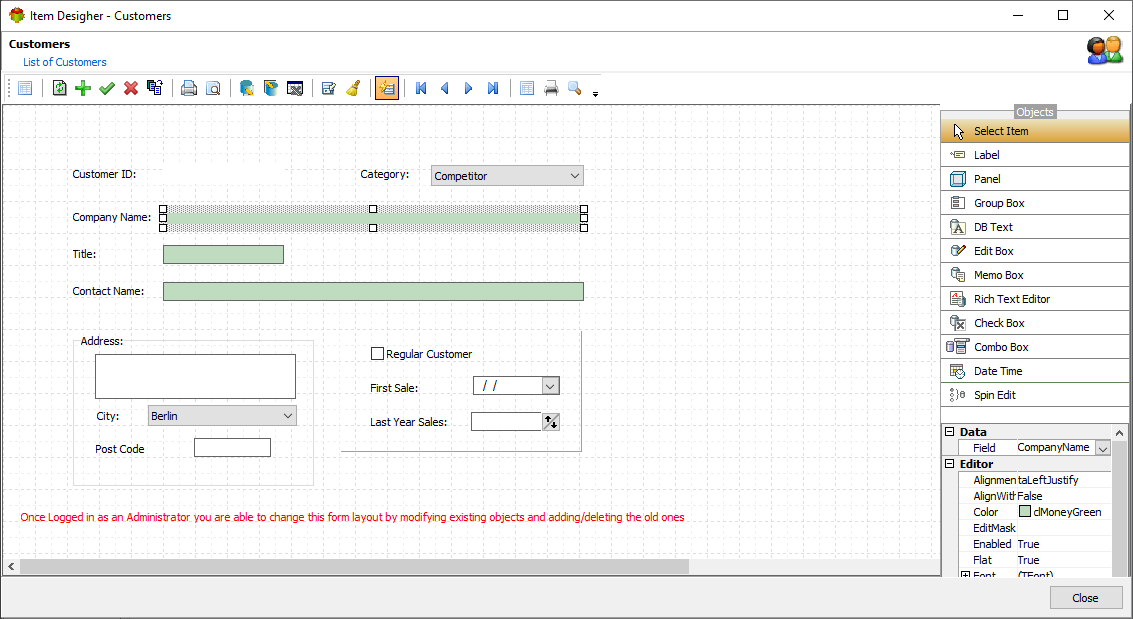 Item Desigher - Customers
Customers
List of Customers
Objects
Select Item
Label
Panel
Group Box
DB Text
Edit Box
Memo Box
Rich Text Editor
Check Box
Combo Box
Date Time
Spin Edit
Customer ID:
Category: Competitor
Company Name:
Title:
Contact Name:
Address:
City: Berlin
Post Code
Regular Customer
First Sale: / /
Last Year Sales:
Once Logged in as an Administrator you are able to change this form layout by modifying existing objects and adding/deleting the old ones
Data
Field CompanyName
Editor
Alignment taLeftJustify
AlignWith False
Color clMoneyGreen
EditMask
Enabled True
Flat True
Font (TFont)
Close